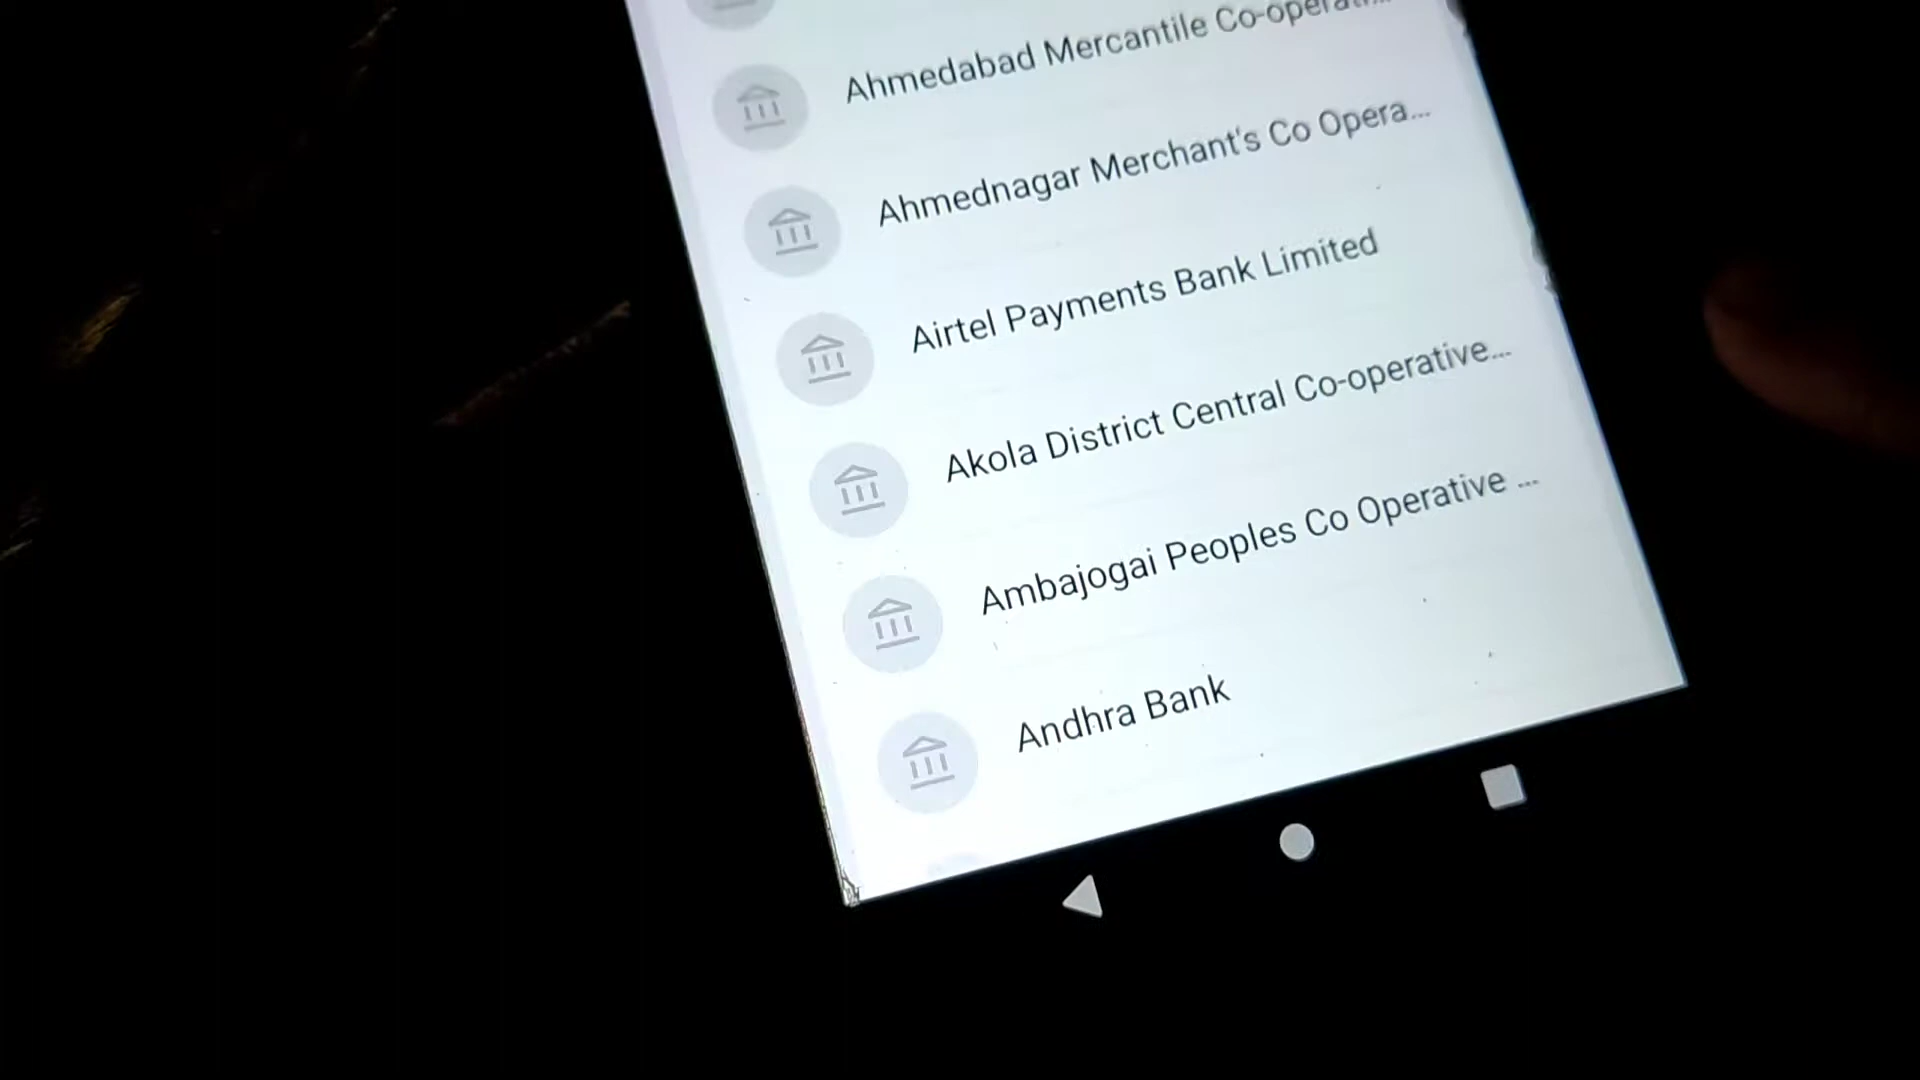 Ahmedabad Mercantile Co-operati...
Ahmednagar Merchant's Co Opera...
Airtel Payments Bank Limited
Akola District Central Co-operative...
Ambajogai Peoples Co Operative ...
Andhra Bank